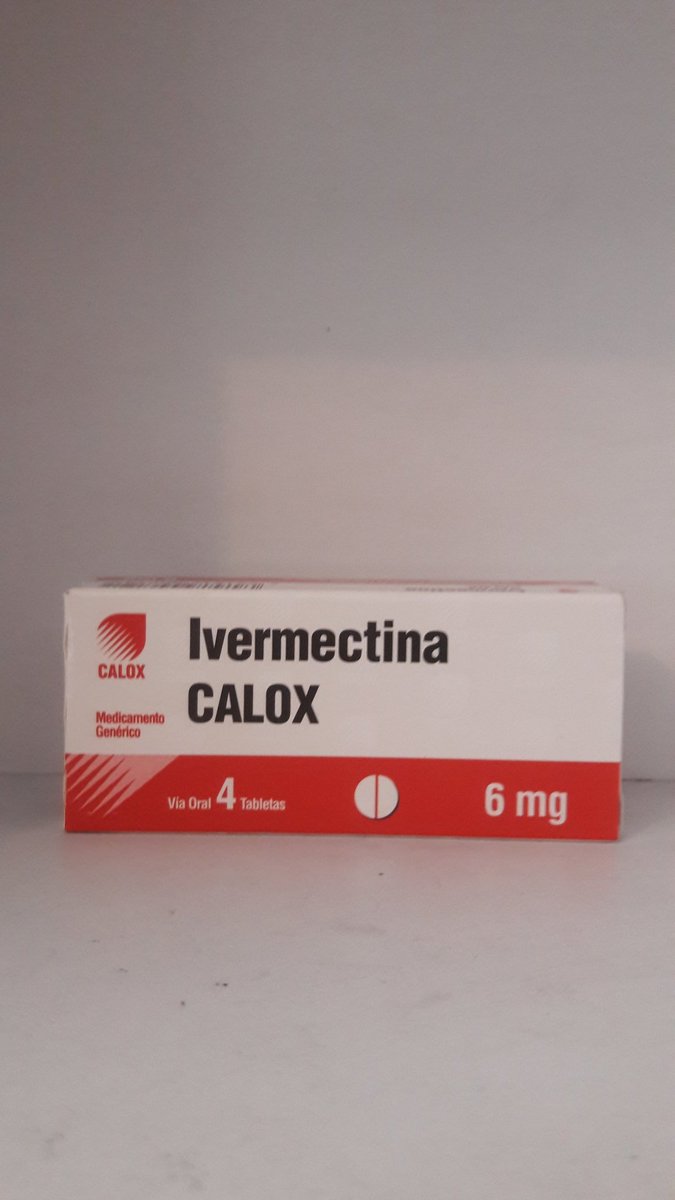 CALOX
Medicamento
Genérico
Ivermectina
CALOX
Vía Oral 4 Tabletas
6 mg